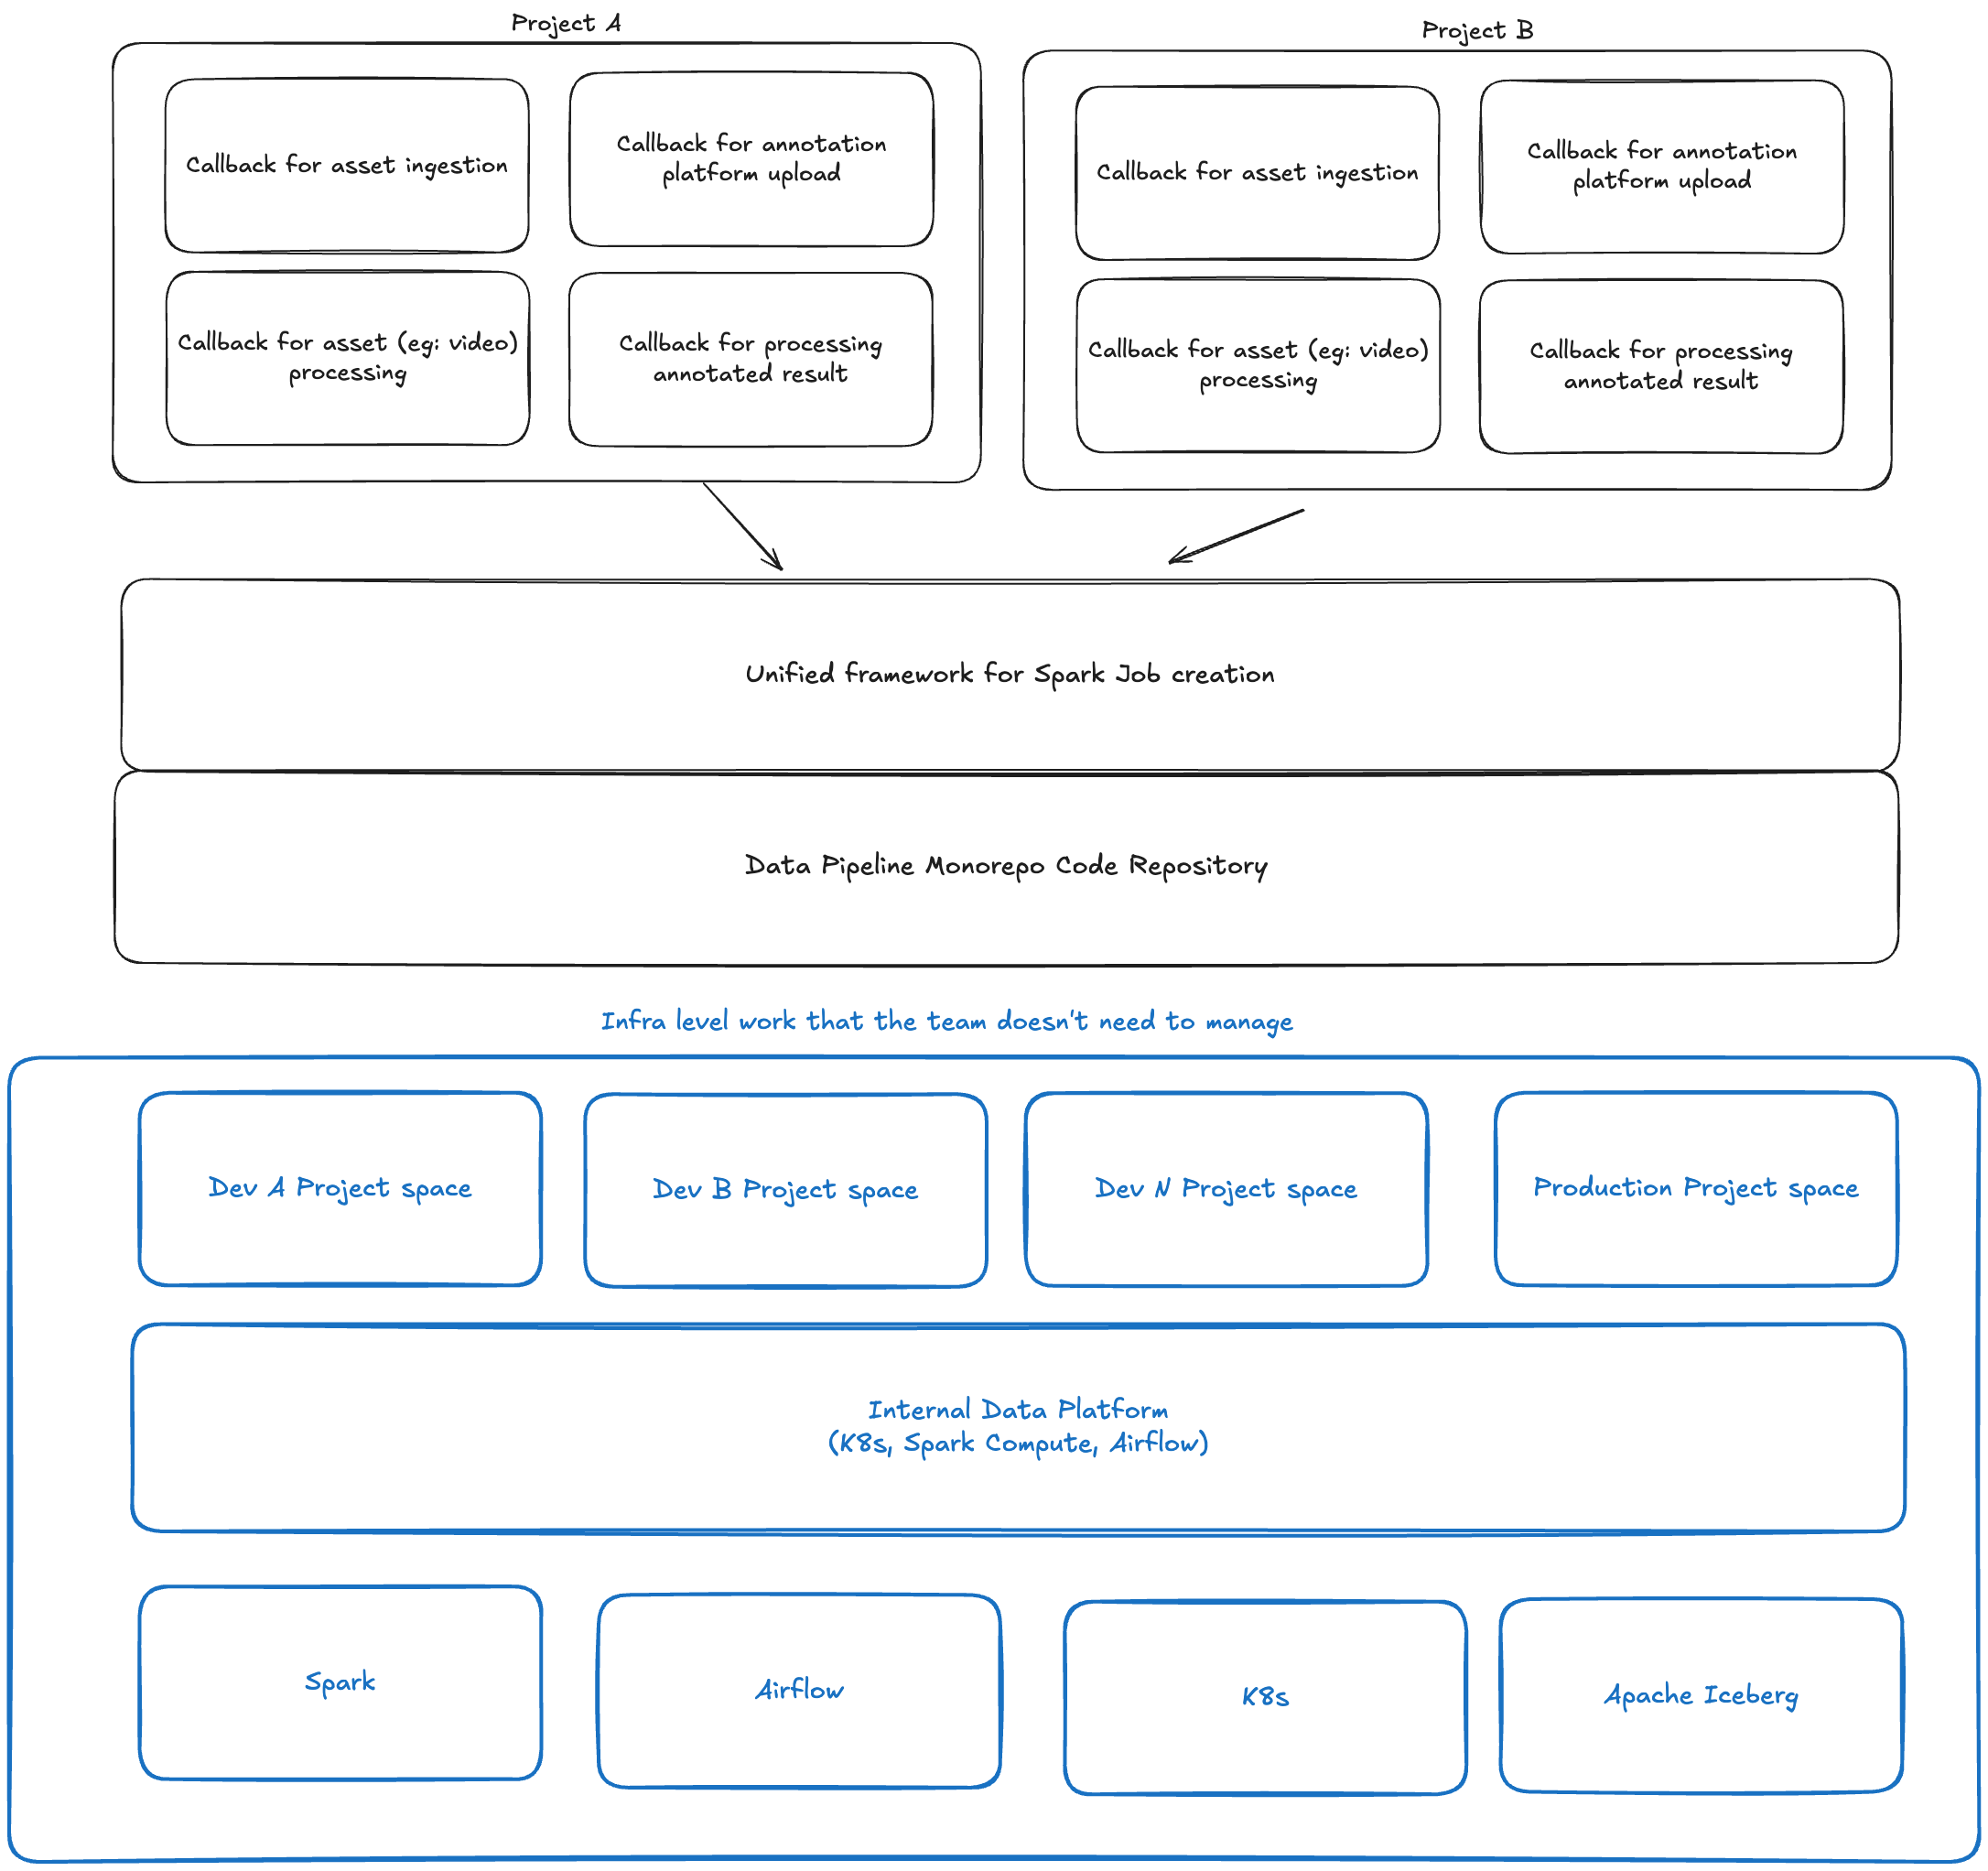 Project A
Project B
Callback for asset ingestion
Callback for annotation
platform upload
Callback for asset (eg: video)
processing
Callback for processing
annotated result
Callback for asset ingestion
Callback for annotation
platform upload
Callback for asset (eg: video)
processing
Callback for processing
annotated result
Unified framework for Spark Job creation
Data Pipeline Monorepo Code Repository
Infra level work that the team doesn't need to manage
Dev A Project space
Dev B Project space
Dev N Project space
Production Project space
Internal Data Platform
(K8s, Spark Compute, Airflow)
Spark
Airflow
K8s
Apache Iceberg